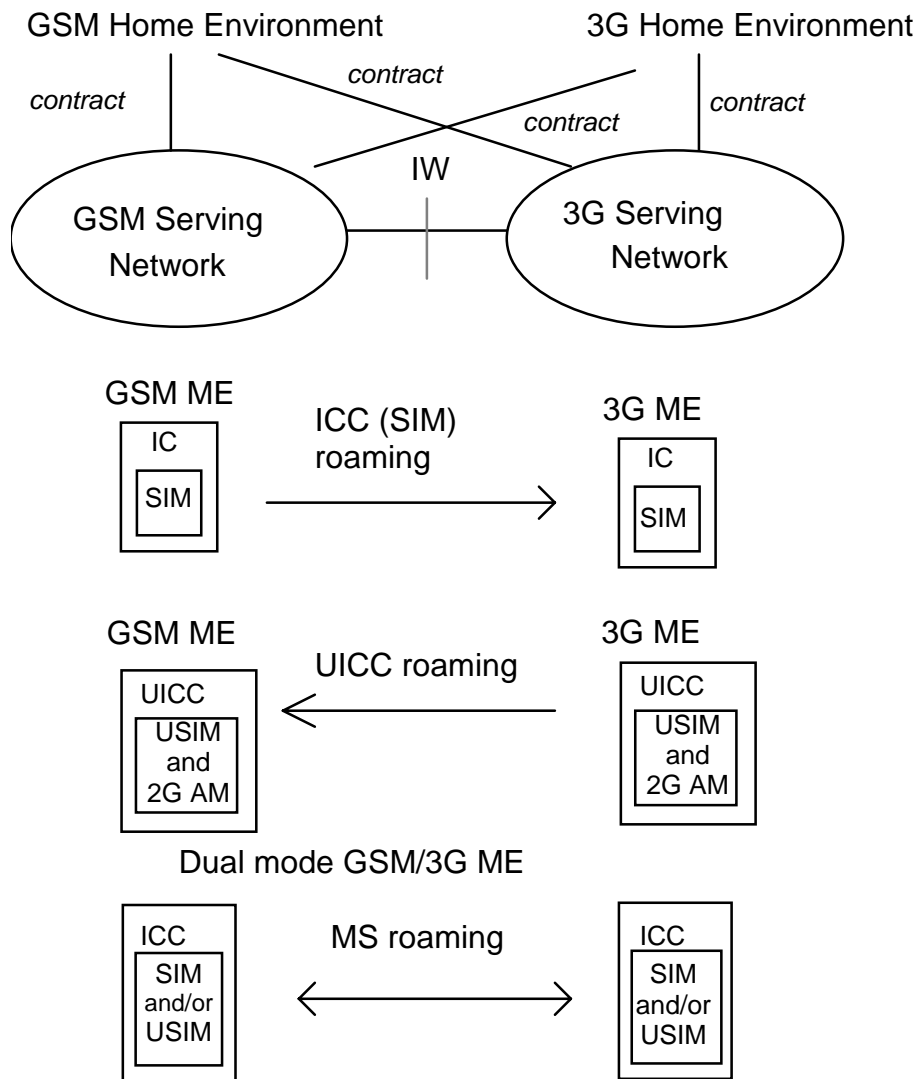 GSM Home Environment
3G Home Environment
contract
contract
contract
contract
IW
GSM Serving
Network
3G Serving
Network
GSM ME
IC
SIM
ICC (SIM)
roaming
3G ME
IC
SIM
GSM ME
UICC
USIM
and
2G AM
UICC roaming
3G ME
UICC
USIM
and
2G AM
Dual mode GSM/3G ME
ICC
SIM
and/or
USIM
MS roaming
ICC
SIM
and/or
USIM